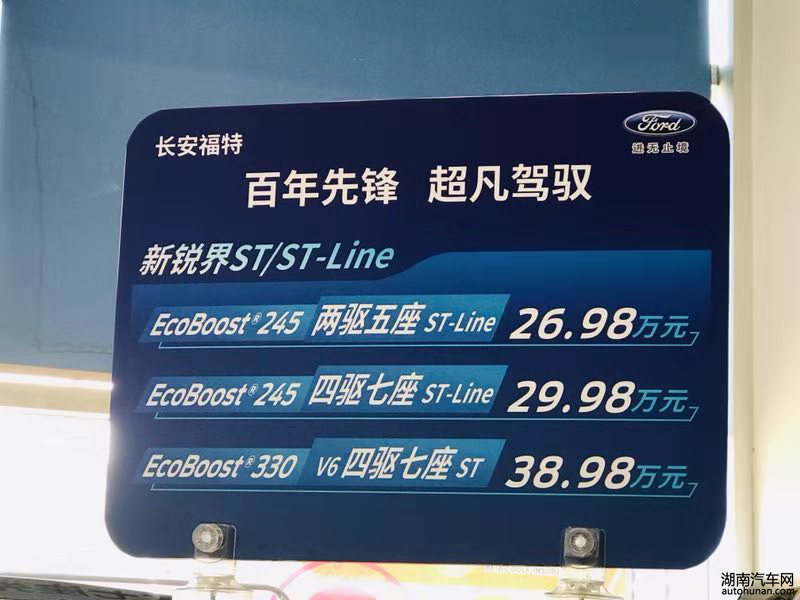 长安福特
Ford
进无止境
百年先锋 超凡驾驭
新锐界ST/ST-Line
EcoBoost®245 两驱五座 ST-Line 26.98万元
EcoBoost®245 四驱七座 ST-Line 29.98万元
EcoBoost®330 V6 四驱七座 ST 38.98万元
湖南汽车网
autohunan.com